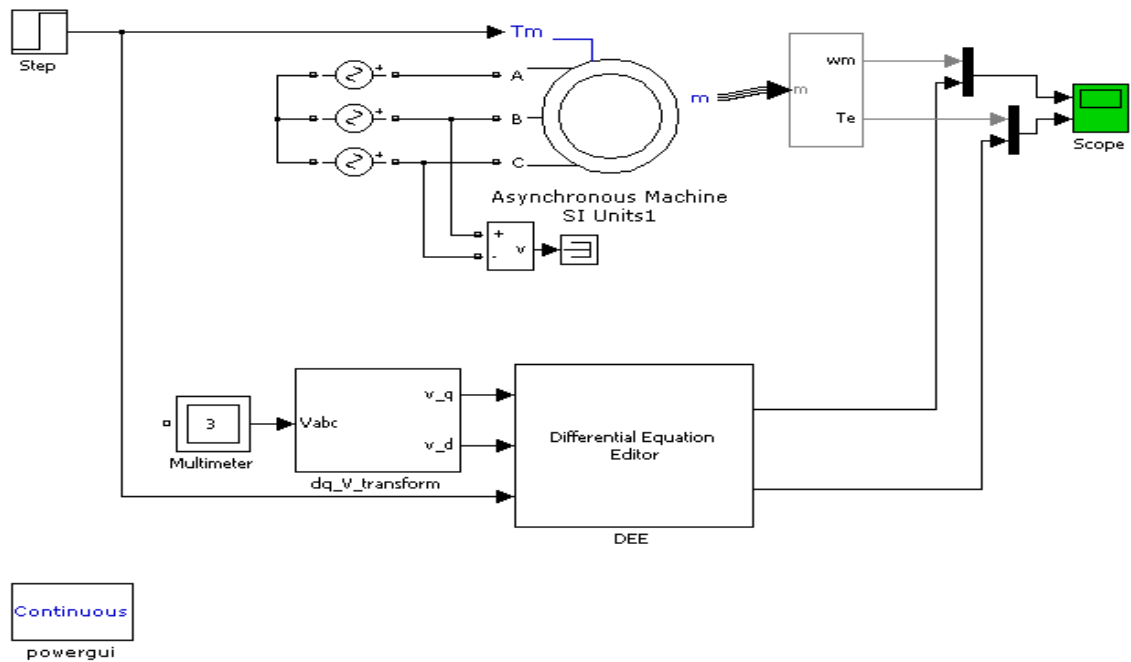 Step
Tm
A
B
C
+
+
+
m
m
wm
Te
Scope
Asynchronous Machine
SI Units1
+
-
v
3
Multimeter
Vabc
v_q
v_d
dq_V_transform
Differential Equation
Editor
DEE
Continuous
powergui